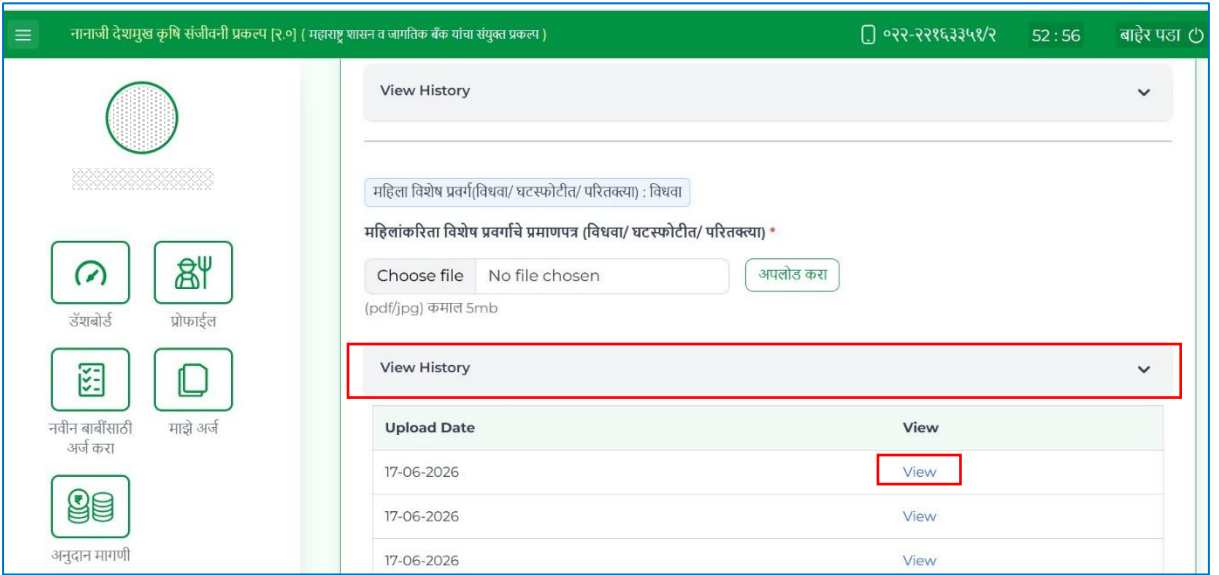 नानाजी देशमुख कृषि संजीवनी प्रकल्प [२.०] ( महाराष्ट्र शासन व जागतिक बँक यांचा संयुक्त प्रकल्प )
०२२-२२१६३३५१/२
52 : 56
बाहेर पडा
डॅशबोर्ड
प्रोफाईल
नवीन बाबींसाठी
अर्ज करा
माझे अर्ज
अनुदान मागणी
View History
महिला विशेष प्रवर्ग(विधवा/ घटस्फोटीत/ परितक्त्या) : विधवा
महिलांकरिता विशेष प्रवर्गाचे प्रमाणपत्र (विधवा/ घटस्फोटीत/ परितक्त्या) *
Choose file No file chosen
अपलोड करा
(pdf/jpg) कमाल 5mb
View History
Upload Date View
17-06-2026 View
17-06-2026 View
17-06-2026 View